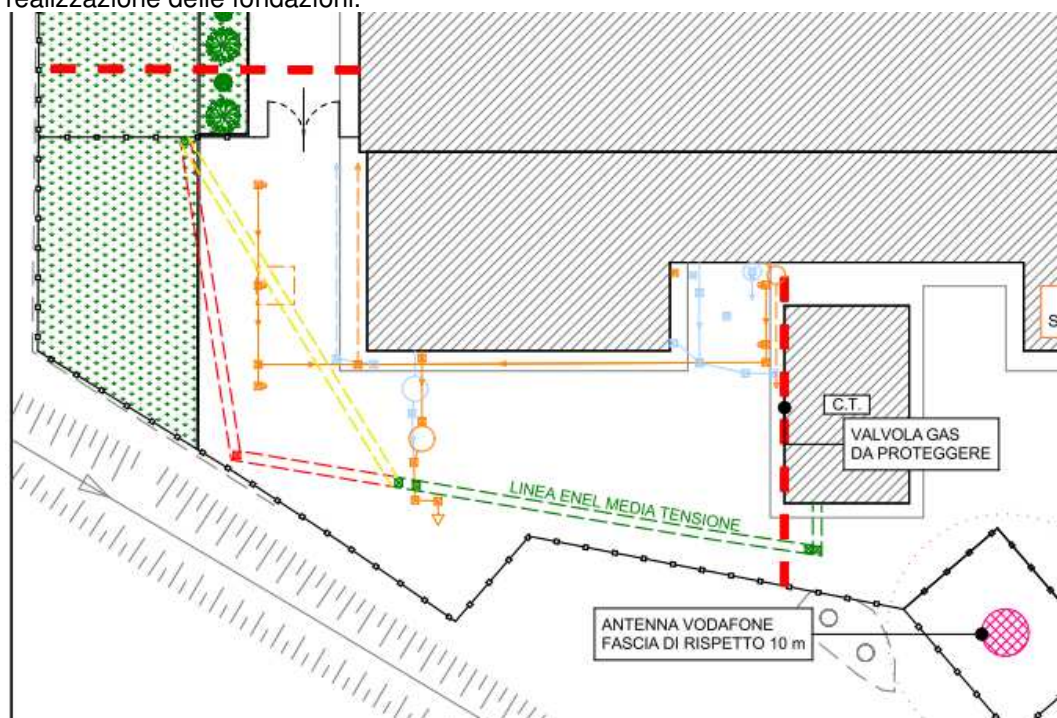 realizzazione delle fondazioni.
S
C.T.
VALVOLA GAS
DA PROTEGGERE
LINEA ENEL MEDIA TENSIONE
ANTENNA VODAFONE
FASCIA DI RISPETTO 10 m